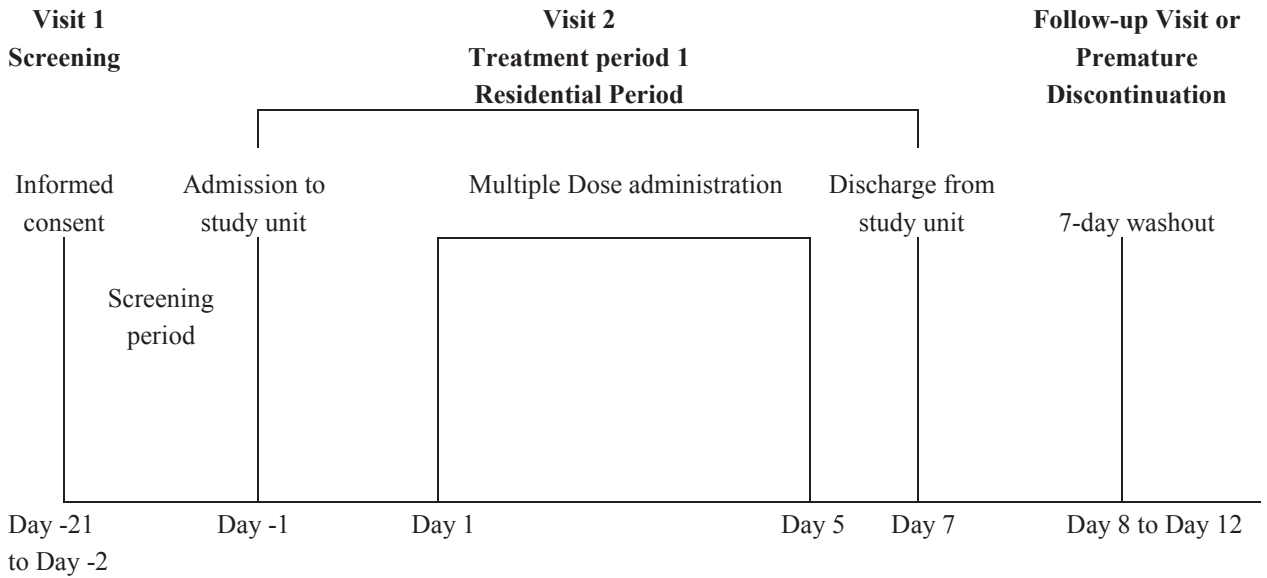 Visit 1
Screening
Visit 2
Treatment period 1
Residential Period
Follow-up Visit or
Premature
Discontinuation
Informed
consent
Admission to
study unit
Multiple Dose administration
Discharge from
study unit
7-day washout
Screening
period
Day -21
to Day -2
Day -1
Day 1
Day 5
Day 7
Day 8 to Day 12